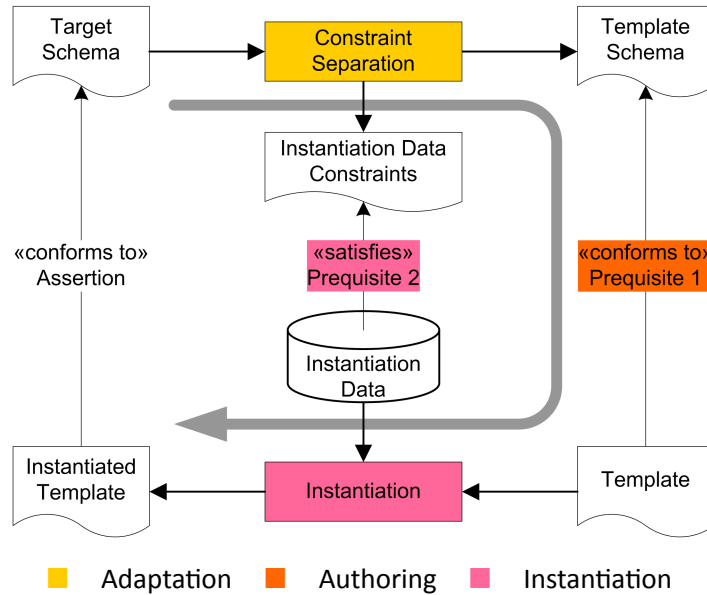 Target
Schema
Constraint
Separation
Template
Schema
Instantiation Data
Constraints
«conforms to»
Assertion
«satisfies»
Prequisite 2
«conforms to»
Prequisite 1
Instantiation
Data
Instantiated
Template
Instantiation
Template
Adaptation
Authoring
Instantiation